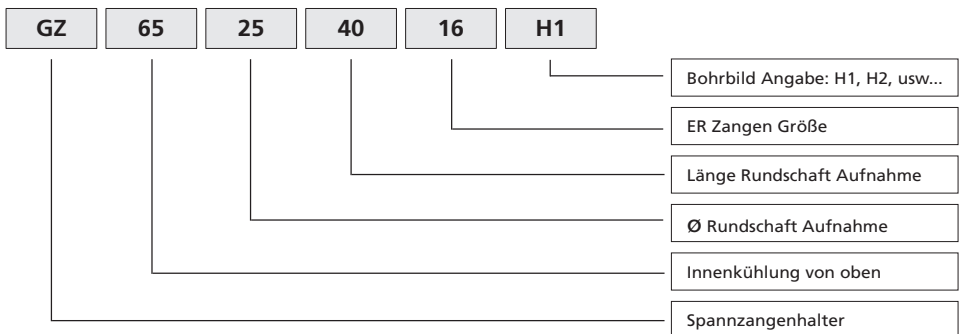 GZ 65 25 40 16 H1
Bohrbild Angabe: H1, H2, usw...
ER Zangen Größe
Länge Rundschaft Aufnahme
Ø Rundschaft Aufnahme
Innenkühlung von oben
Spannzangenhalter